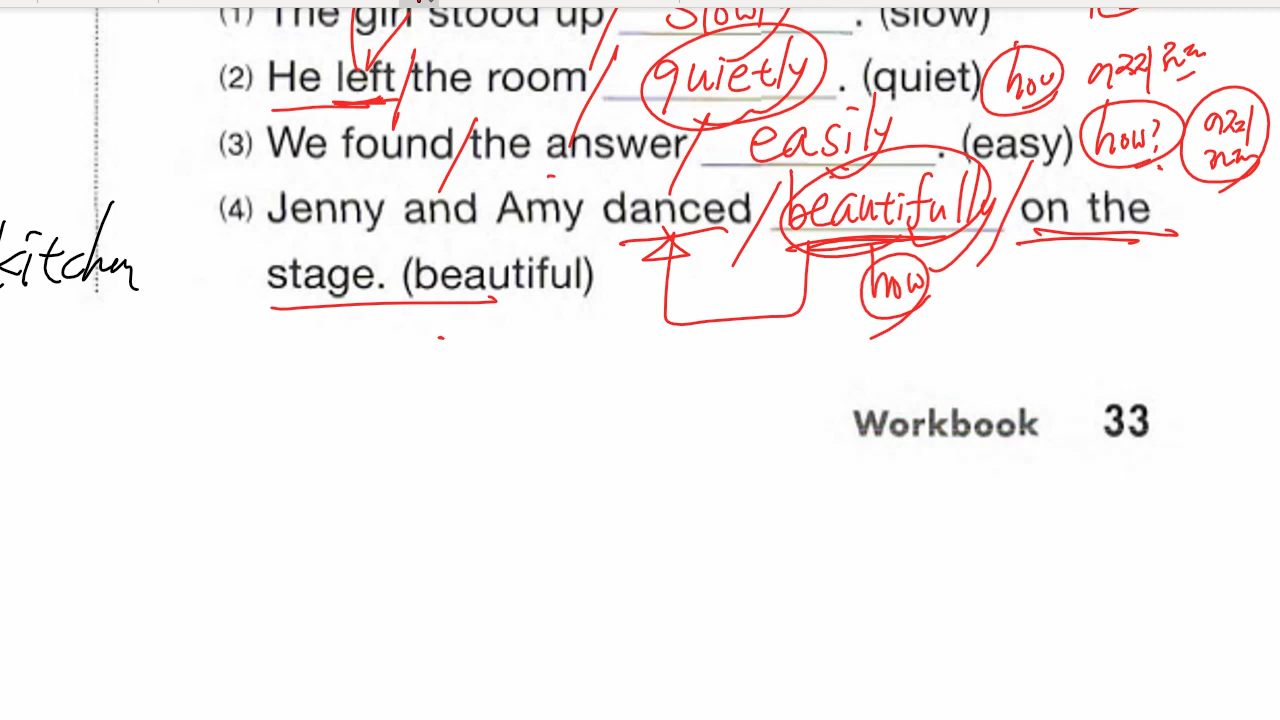 (1) The girl stood up slowly. (slow)
(2) He left the room quietly. (quiet) how
(3) We found the answer easily. (easy) how?
(4) Jenny and Amy danced beautifully on the
kitchen
stage. (beautiful) how
Workbook 33